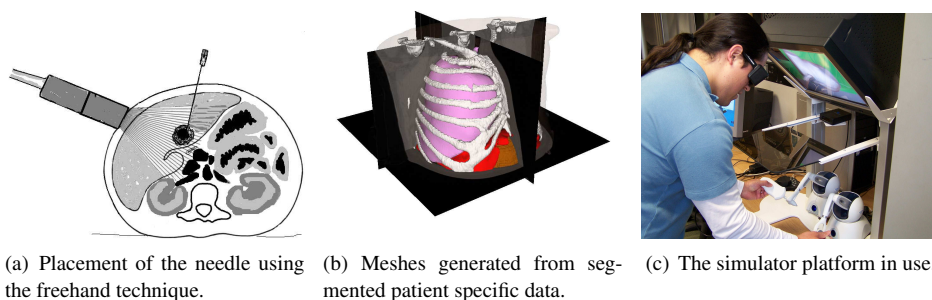 (a) Placement of the needle using
the freehand technique.
(b) Meshes generated from seg-
mented patient specific data.
(c) The simulator platform in use